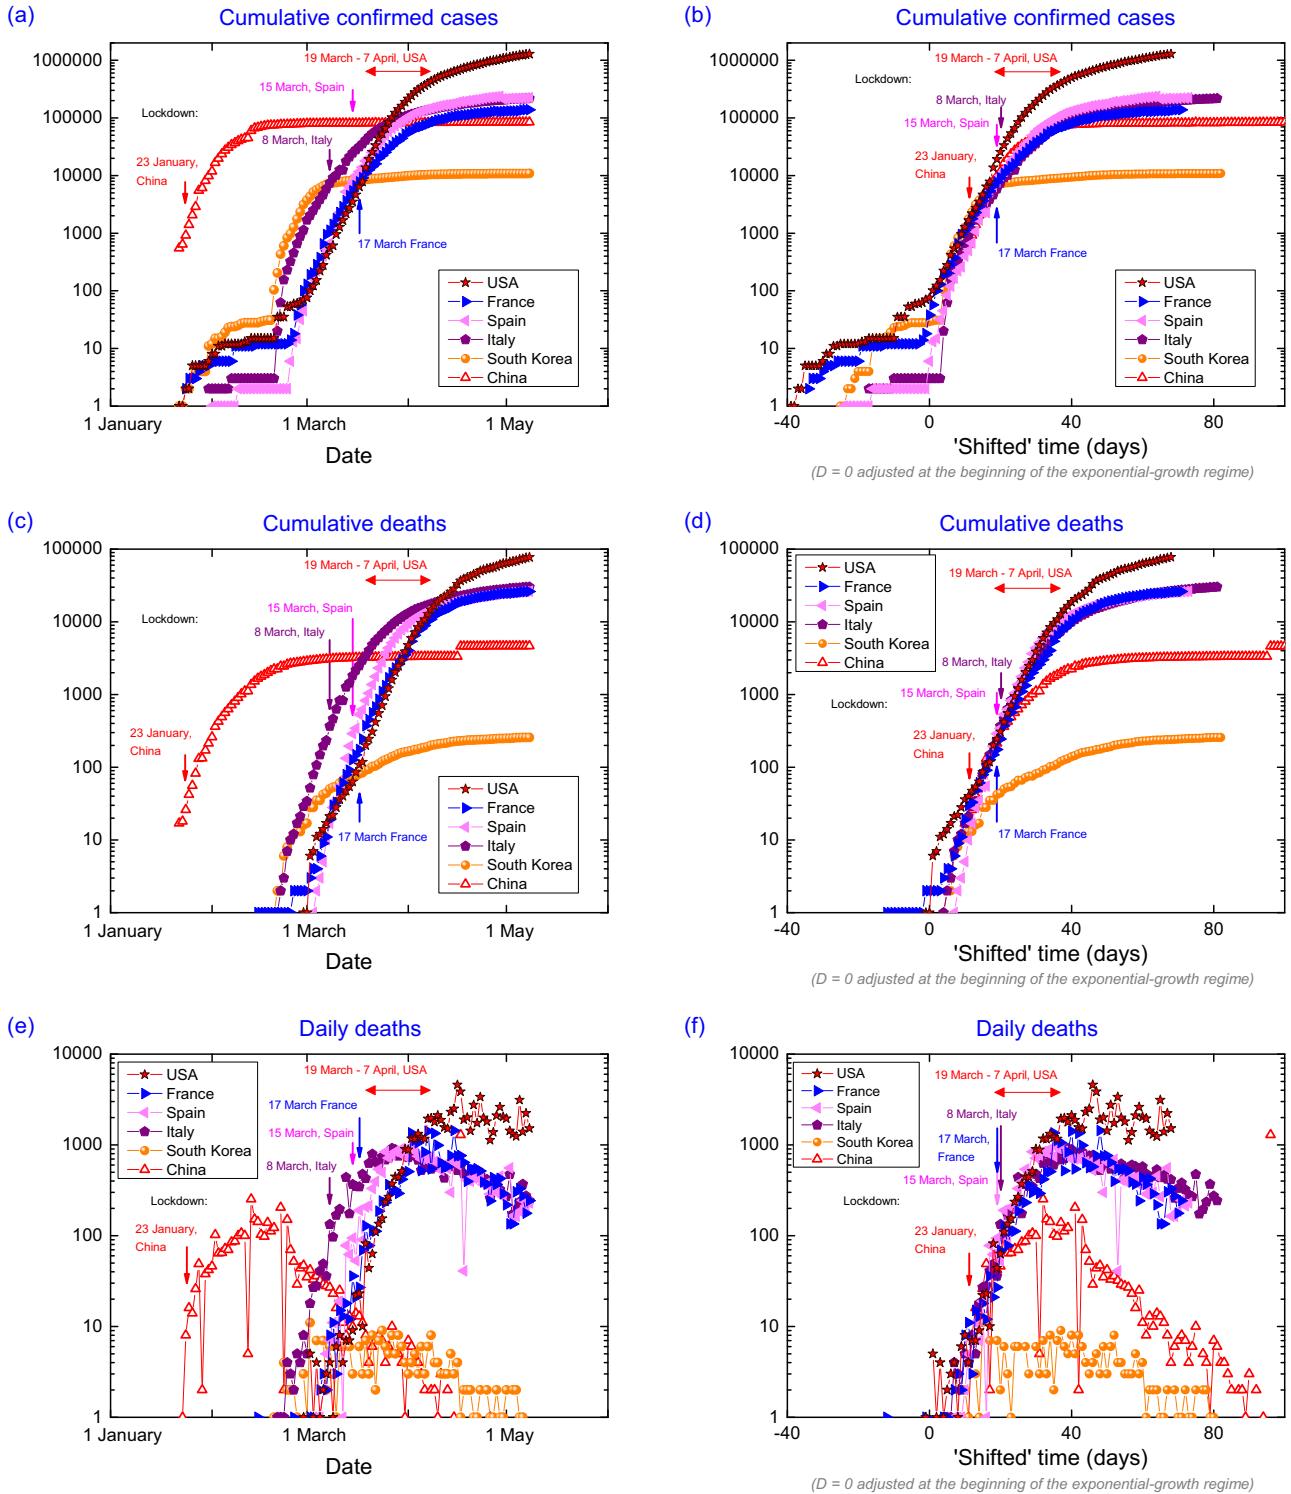 (a)
Cumulative confirmed cases
1000000
100000
10000
1000
100
10
1
19 March - 7 April, USA
15 March, Spain
Lockdown:
8 March, Italy
23 January,
China
17 March France
USA
France
Spain
Italy
South Korea
China
1 January
1 March
1 May
Date
(b)
Cumulative confirmed cases
1000000
100000
10000
1000
100
10
1
19 March - 7 April, USA
Lockdown:
8 March, Italy
15 March, Spain
23 January,
China
17 March France
USA
France
Spain
Italy
South Korea
China
-40
0
40
80
'Shifted' time (days)
(D = 0 adjusted at the beginning of the exponential-growth regime)
(c)
Cumulative deaths
100000
10000
1000
100
10
1
19 March - 7 April, USA
Lockdown:
15 March, Spain
8 March, Italy
23 January,
China
17 March France
USA
France
Spain
Italy
South Korea
China
1 January
1 March
1 May
Date
(d)
Cumulative deaths
100000
10000
1000
100
10
1
USA
France
Spain
Italy
South Korea
China
19 March - 7 April, USA
8 March, Italy
15 March, Spain
Lockdown:
23 January,
China
17 March France
-40
0
40
80
'Shifted' time (days)
(D = 0 adjusted at the beginning of the exponential-growth regime)
(e)
Daily deaths
10000
1000
100
10
1
USA
France
Spain
Italy
South Korea
China
19 March - 7 April, USA
17 March France
15 March, Spain
8 March, Italy
Lockdown:
23 January,
China
1 January
1 March
1 May
Date
(f)
Daily deaths
10000
1000
100
10
1
USA
France
Spain
Italy
South Korea
China
19 March - 7 April, USA
8 March, Italy
17 March,
France
15 March, Spain
Lockdown:
23 January,
China
-40
0
40
80
'Shifted' time (days)
(D = 0 adjusted at the beginning of the exponential-growth regime)